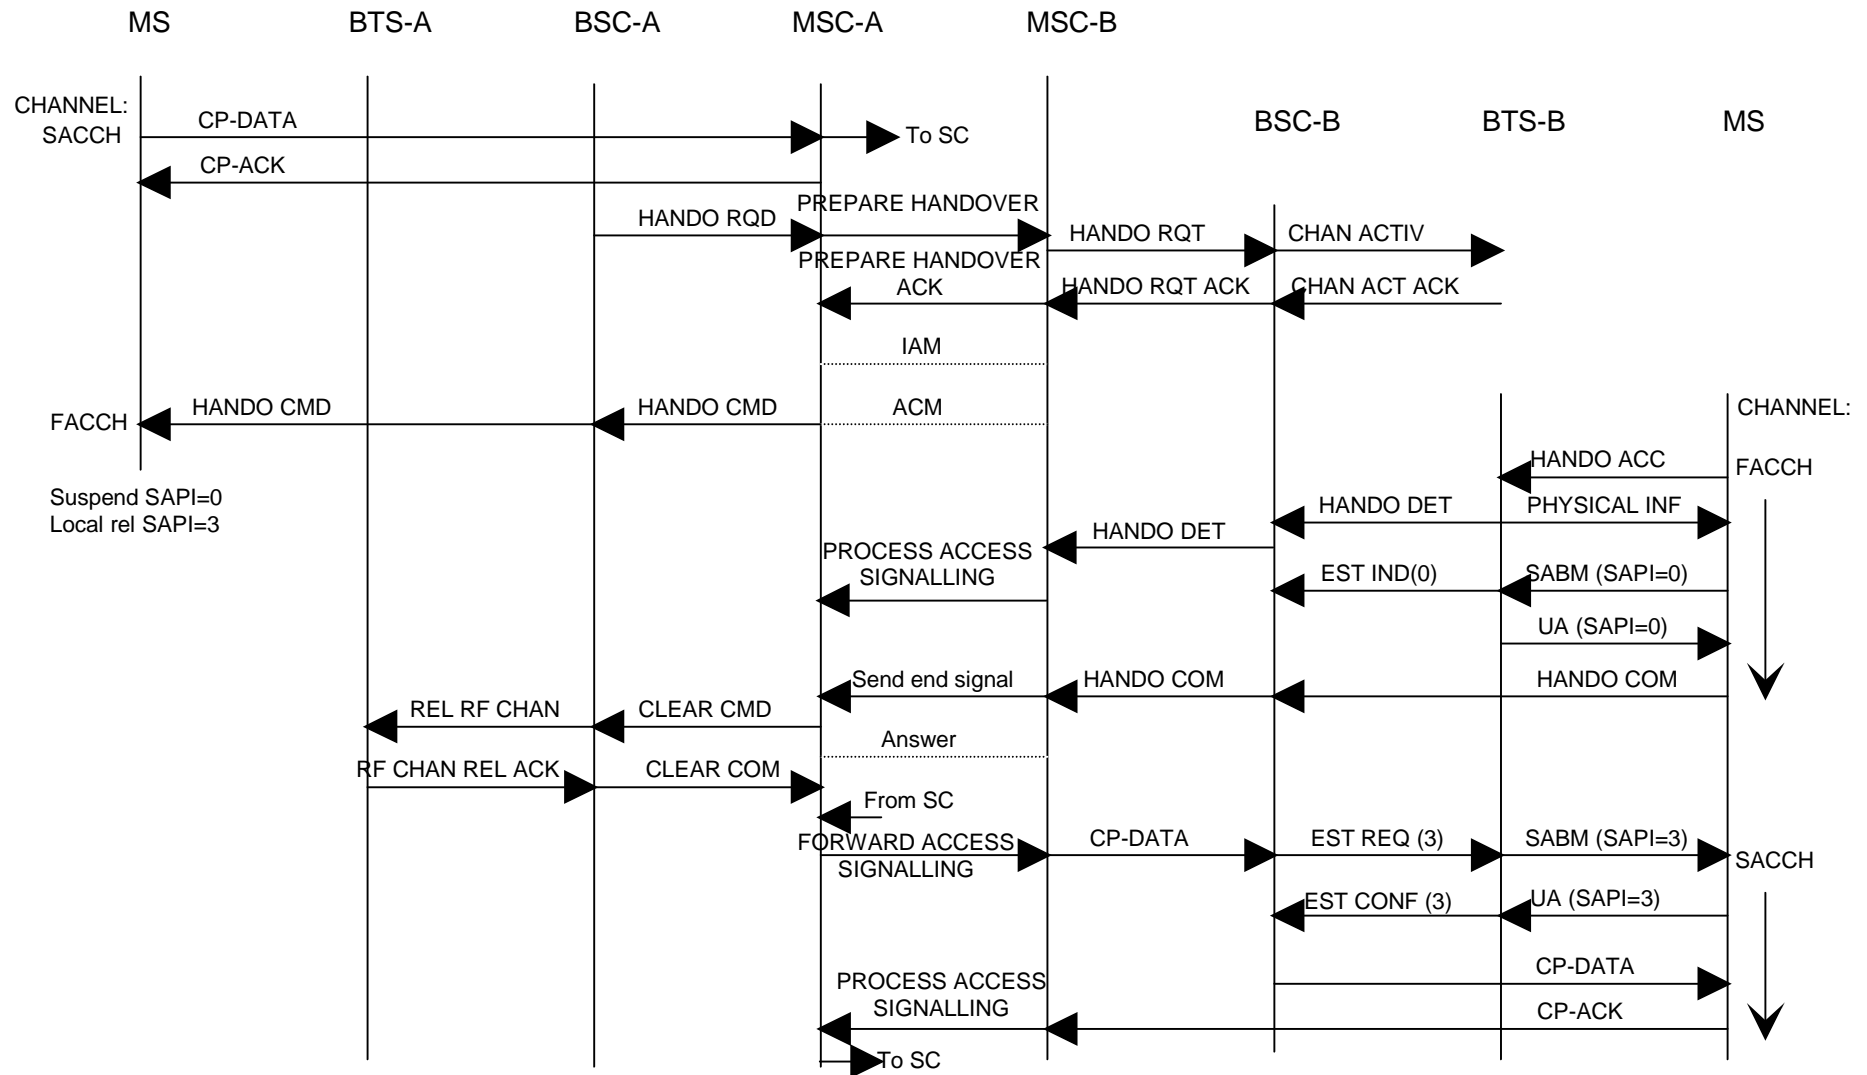 MS BTS-A BSC-A MSC-A MSC-B
CHANNEL:
SACCH CP-DATA To SC BSC-B BTS-B MS
CP-ACK
PREPARE HANDOVER
HANDO RQD HANDO RQT CHAN ACTIV
PREPARE HANDOVER
ACK HANDO RQT ACK CHAN ACT ACK
IAM
FACCH HANDO CMD HANDO CMD ACM CHANNEL:
HANDO ACC FACCH
Suspend SAPI=0
Local rel SAPI=3
HANDO DET PHYSICAL INF
HANDO DET
PROCESS ACCESS
SIGNALLING EST IND(0) SABM (SAPI=0)
UA (SAPI=0)
Send end signal HANDO COM HANDO COM
REL RF CHAN CLEAR CMD
Answer
RF CHAN REL ACK CLEAR COM
From SC
FORWARD ACCESS CP-DATA EST REQ (3) SABM (SAPI=3)
SIGNALLING SACCH
EST CONF (3) UA (SAPI=3)
CP-DATA
PROCESS ACCESS
SIGNALLING CP-ACK
To SC